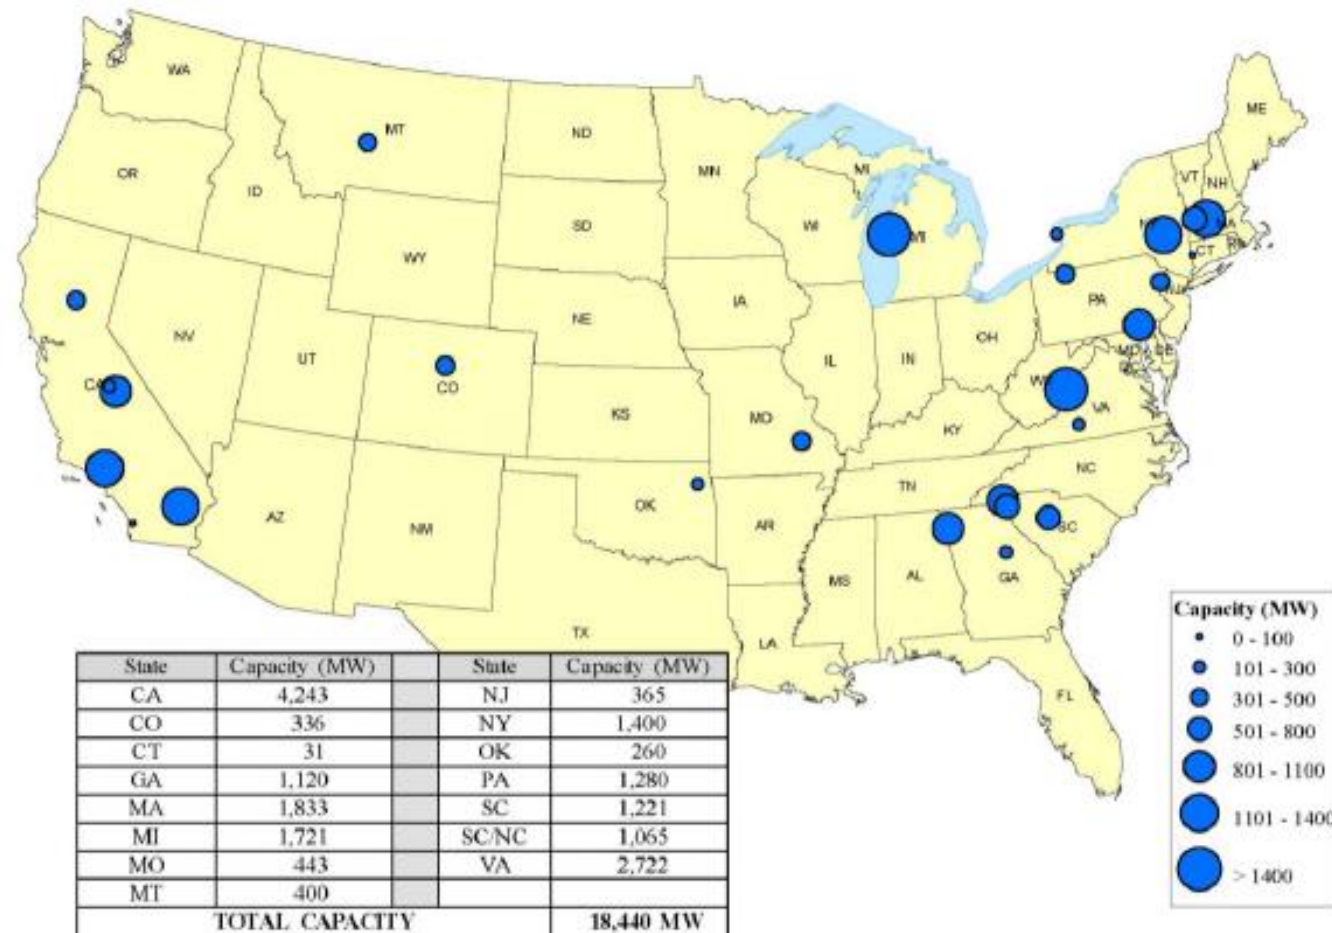 WA
MT
ND
MN
MI
ME
VT
NH
OR
ID
SD
WI
MI
MA
WY
CT
IA
PA
NE
NV
UT
CO
IL
IN
OH
CA
KS
MO
VA
KY
AZ
NM
OK
TN
NC
AR
SC
MS
AL
GA
TX
LA
FL
State Capacity (MW) State Capacity (MW)
CA 4,243 NJ 365
CO 336 NY 1,400
CT 31 OK 260
GA 1,120 PA 1,280
MA 1,833 SC 1,221
MI 1,721 SC/NC 1,065
MO 443 VA 2,722
MT 400
TOTAL CAPACITY 18,440 MW
Capacity (MW)
0 - 100
101 - 300
301 - 500
501 - 800
801 - 1100
1101 - 1400
> 1400